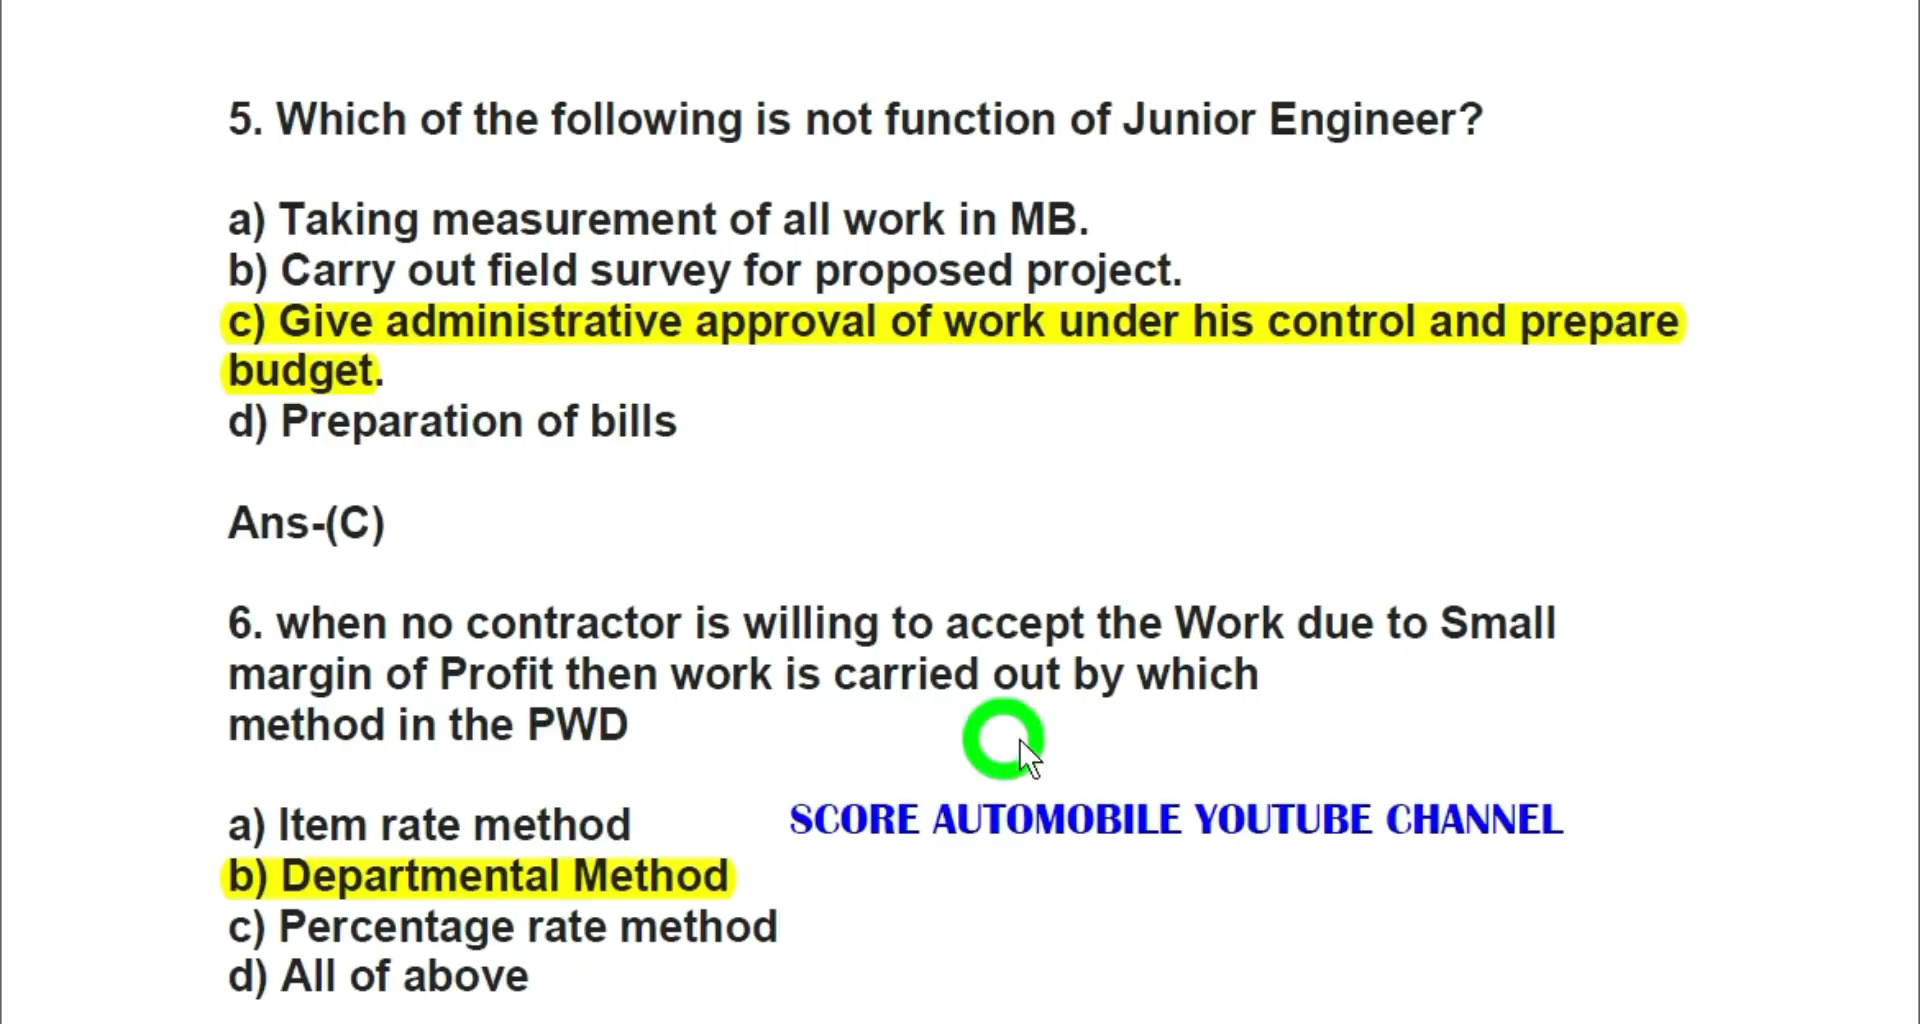 5. Which of the following is not function of Junior Engineer?
a) Taking measurement of all work in MB.
b) Carry out field survey for proposed project.
c) Give administrative approval of work under his control and prepare
budget.
d) Preparation of bills
Ans-(C)
6. when no contractor is willing to accept the Work due to Small
margin of Profit then work is carried out by which
method in the PWD
a) Item rate method
SCORE AUTOMOBILE YOUTUBE CHANNEL
b) Departmental Method
c) Percentage rate method
d) All of above